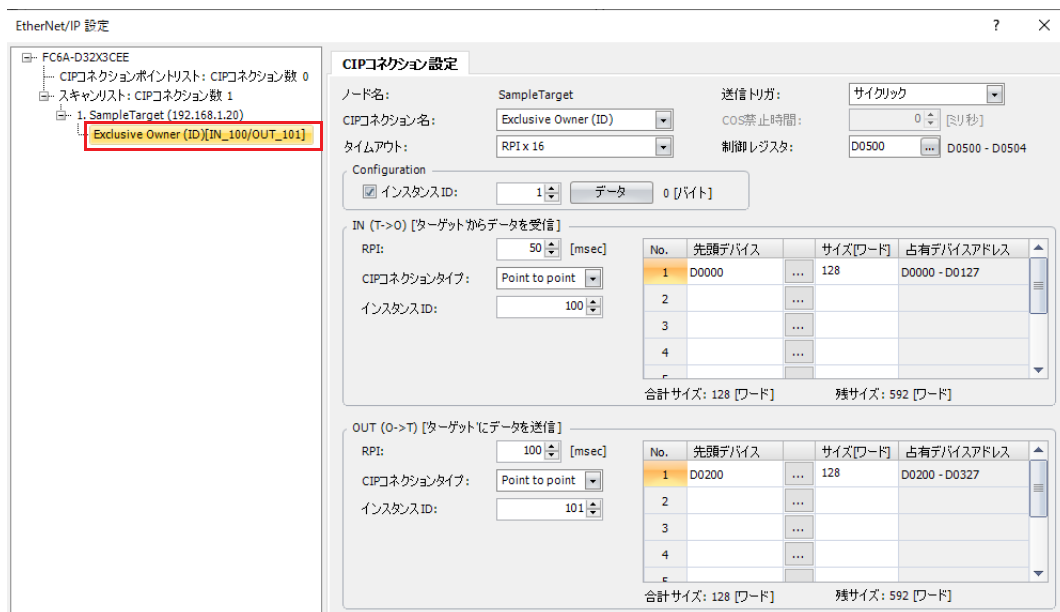 EtherNet/IP 設定
?
FC6A-D32X3CEE
CIPコネクションポイントリスト: CIPコネクション数 0
スキャンリスト: CIPコネクション数 1
1. SampleTarget (192.168.1.20)
Exclusive Owner (ID)[IN_100/OUT_101]
CIPコネクション設定
ノード名: SampleTarget 送信トリガ: サイクリック
CIPコネクション名: Exclusive Owner (ID) COS禁止時間: 0 [ミリ秒]
タイムアウト: RPI x 16 制御レジスタ: D0500 ... D0500 - D0504
Configuration
インスタンスID: 1 データ 0 [バイト]
IN (T->O) ['ターゲット'からデータを受信]
RPI: 50 [msec]
CIPコネクションタイプ: Point to point
インスタンスID: 100
No. 先頭デバイス サイズ[ワード] 占有デバイスアドレス
1 D0000 ... 128 D0000 - D0127
2 ...
3 ...
4 ...
合計サイズ: 128 [ワード] 残サイズ: 592 [ワード]
OUT (O->T) ['ターゲット'にデータを送信]
RPI: 100 [msec]
CIPコネクションタイプ: Point to point
インスタンスID: 101
No. 先頭デバイス サイズ[ワード] 占有デバイスアドレス
1 D0200 ... 128 D0200 - D0327
2 ...
3 ...
4 ...
合計サイズ: 128 [ワード] 残サイズ: 592 [ワード]